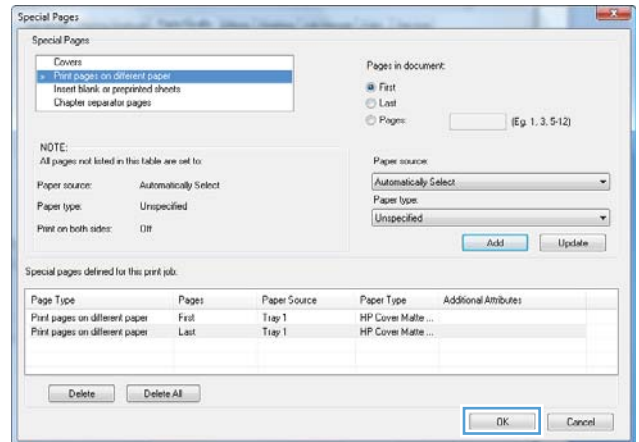 Special Pages
Special Pages
Covers
Print pages on different paper
Insert blank or preprinted sheets
Chapter separator pages
Pages in document:
First
Last
Pages: (Eg. 1, 3, 5-12)
NOTE:
All pages not listed in this table are set to:
Paper source: Automatically Select
Paper type: Unspecified
Print on both sides: Off
Paper source:
Automatically Select
Paper type:
Unspecified
Add Update
Special pages defined for this print job:
Page Type Pages Paper Source Paper Type Additional Attributes
Print pages on different paper First Tray 1 HP Cover Matte ...
Print pages on different paper Last Tray 1 HP Cover Matte ...
Delete Delete All
OK Cancel